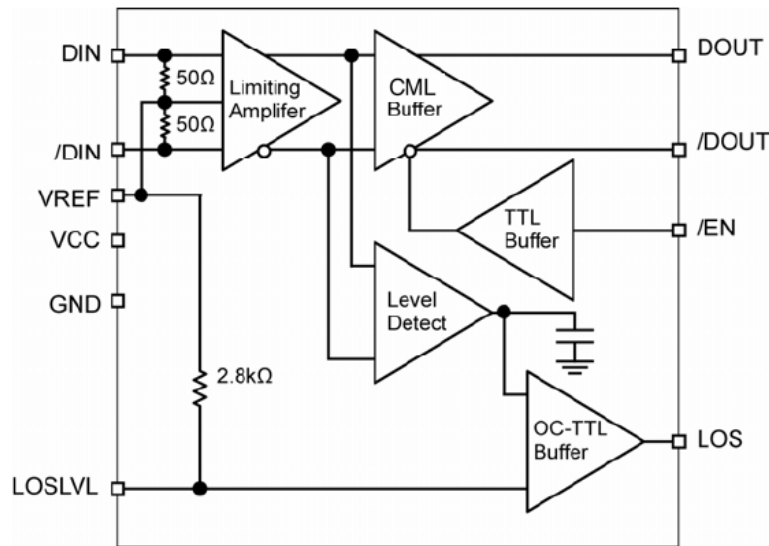 DIN
50Ω
50Ω
/DIN
VREF
VCC
GND
LOSLVL
Limiting
Amplifer
CML
Buffer
TTL
Buffer
Level
Detect
2.8kΩ
OC-TTL
Buffer
DOUT
/DOUT
/EN
LOS